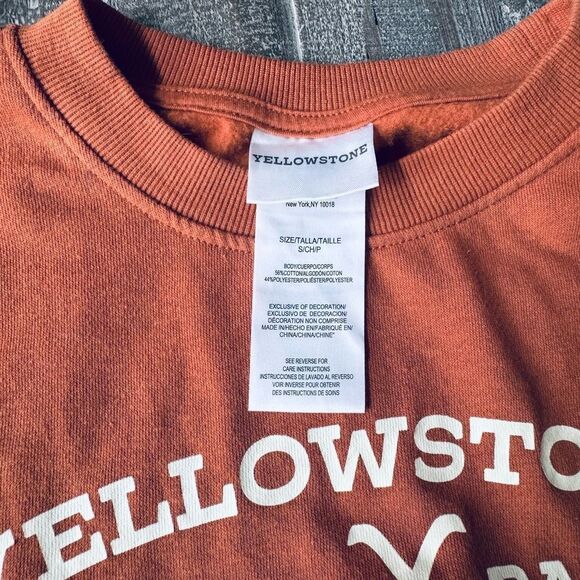 YELLOWSTONE
New York,NY 10018
SIZE/TALLA/TAILLE
S/CH/P
BODY/CUERPO/CORPS
56%COTTON/ALGODON/COTON
44%POLYESTER/POLIÉSTER/POLYESTER
EXCLUSIVE OF DECORATION/
EXCLUSIVO DE DECORACION/
DÉCORATION NON COMPRISE
MADE IN/HECHO EN/FABRIQUÉ EN/
CHINA/CHINA/CHINE"
SEE REVERSE FOR
CARE INSTRUCTIONS
INSTRUCCIONES DE LAVADO AL REVERSO
VOIR INVERSE POUR OBTENIR
DES INSTRUCTIONS DE SOINS
YELLOWSTO